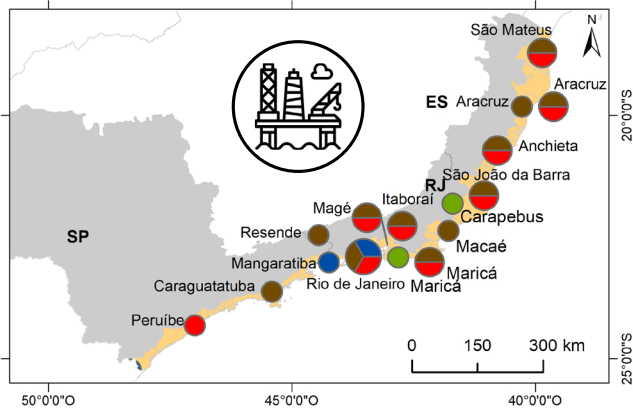 N
São Mateus
Aracruz
ES
Aracruz
20°0'0"S
Anchieta
São João da Barra
RJ
Itaboraí
Magé
Carapebus
Resende
Macaé
SP
Mangaratiba
Maricá
Rio de Janeiro
Maricá
Caraguatatuba
Peruíbe
0 150 300 km
25°0'0"S
50°0'0"O 45°0'0"O 40°0'0"O